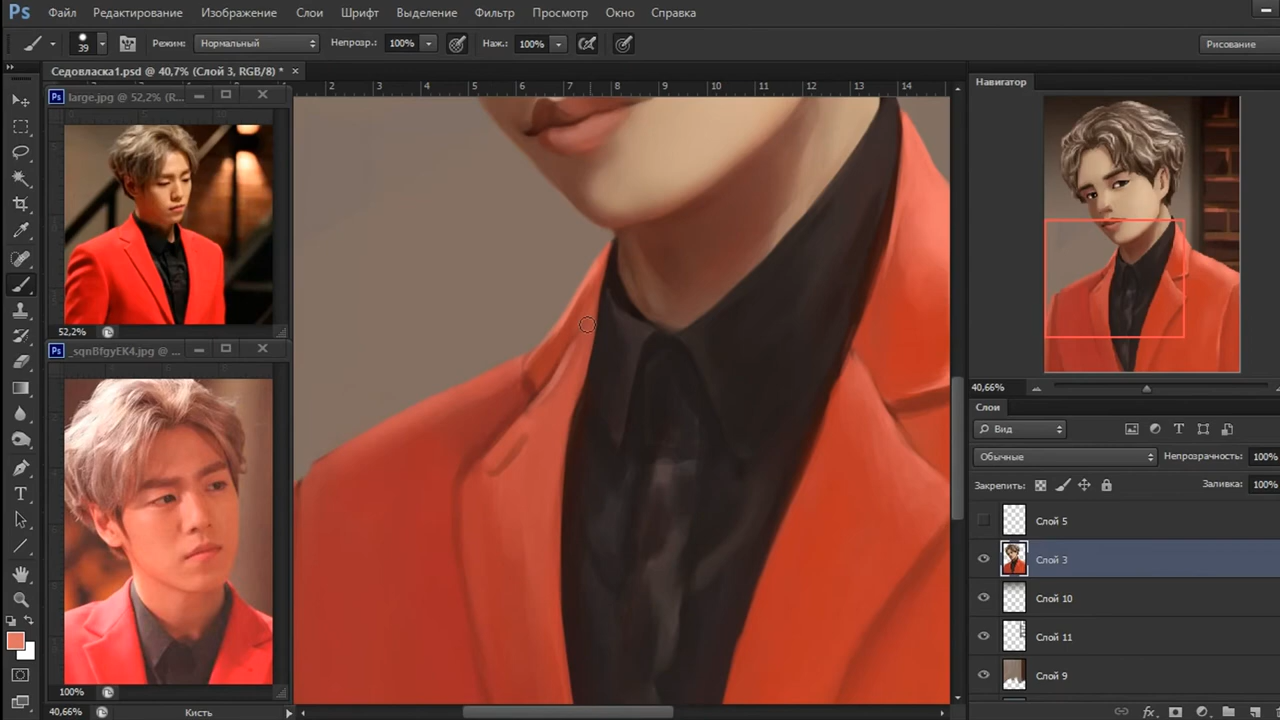 Ps Файл Редактирование Изображение Слои Шрифт Выделение Фильтр Просмотр Окно Справка
39 Режим: Нормальный Непрозр.: 100% Наж.: 100% Рисование
Седовласка1.psd @ 40,7% (Слой 3, RGB/8) * ×
Ps large.jpg @ 52,2% (R...
52,2%
Ps _sqnBfgyEK4.jpg @ ...
100%
40,66% Кисть
5 6 7 8 9 10 11 12 13 14
Навигатор
40,66%
Слои
Вид
Обычные Непрозрачность: 100%
Закрепить: Заливка: 100%
Слой 5
Слой 3
Слой 10
Слой 11
Слой 9
fx